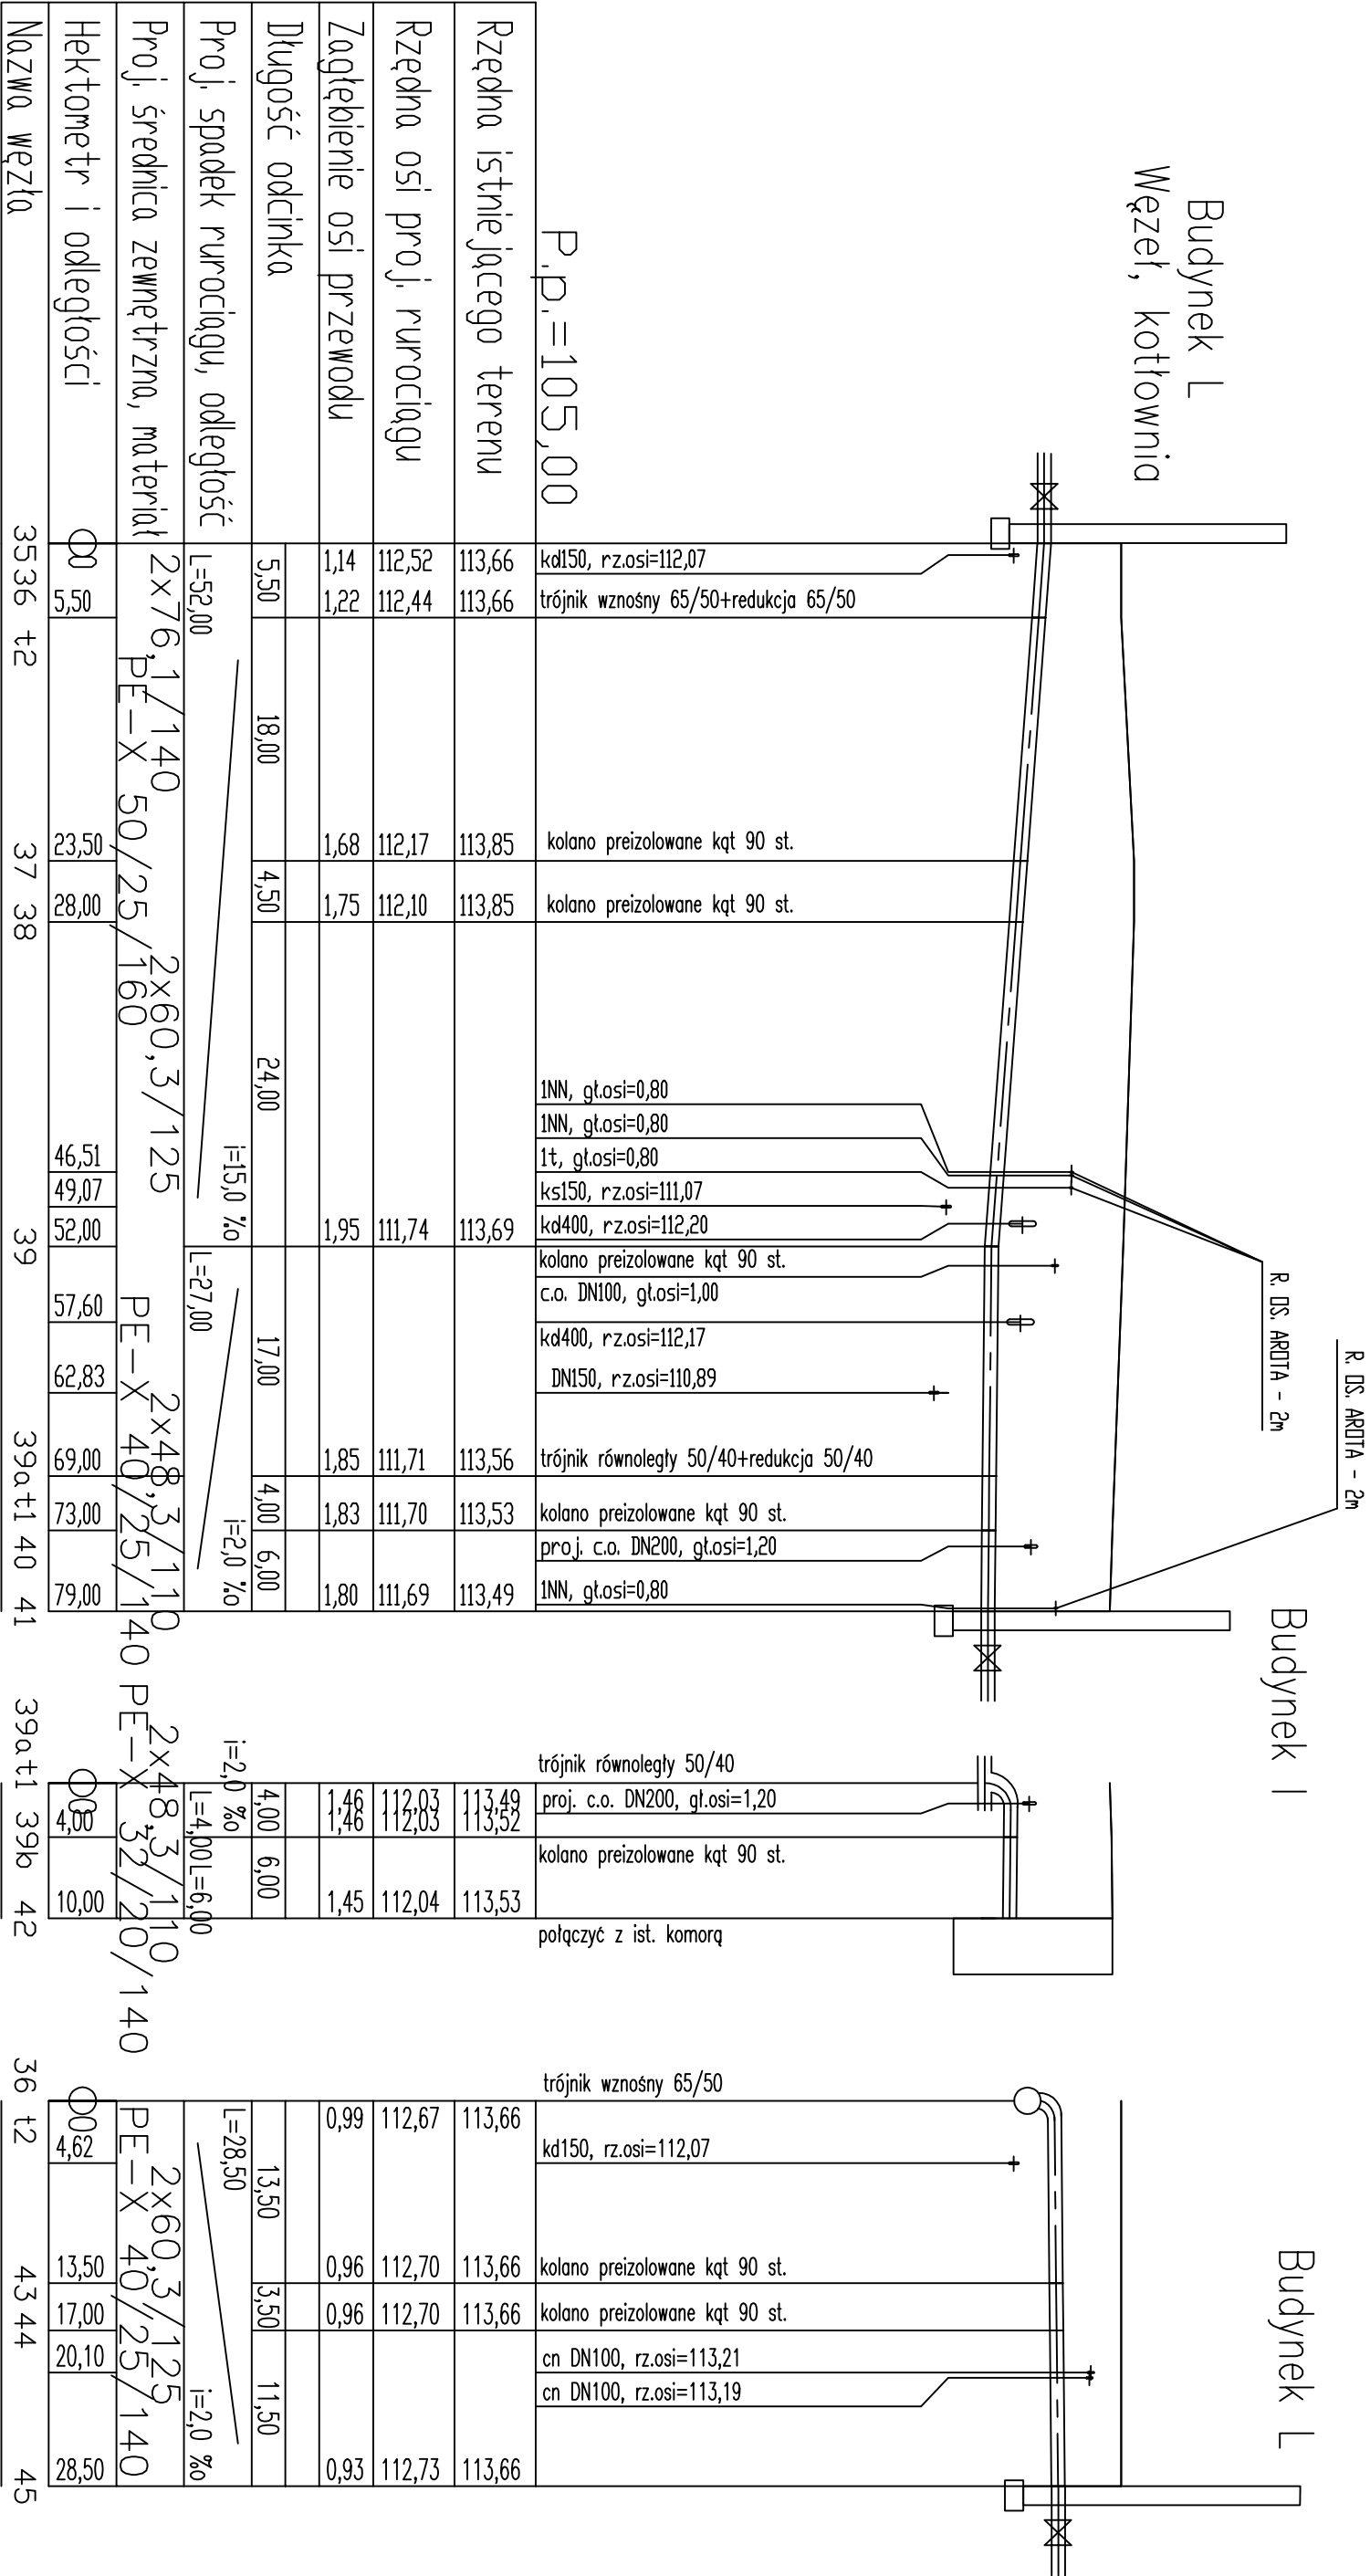 Budynek L
Węzeł, kotłownia
R. OS. AROTA - 2m
R. OS. AROTA - 2m
Budynek I
Budynek L
P.p.=105,00
kd150, rz.osi=112,07
trójnik wznośny 65/50+redukcja 65/50
kolano preizolowane kąt 90 st.
kolano preizolowane kąt 90 st.
1NN, gł.osi=0,80
1NN, gł.osi=0,80
1t, gł.osi=0,80
ks150, rz.osi=111,07
kd400, rz.osi=112,20
kolano preizolowane kąt 90 st.
c.o. DN100, gł.osi=1,00
kd400, rz.osi=112,17
DN150, rz.osi=110,89
trójnik równoległy 50/40+redukcja 50/40
kolano preizolowane kąt 90 st.
proj. c.o. DN200, gł.osi=1,20
1NN, gł.osi=0,80
trójnik równoległy 50/40
proj. c.o. DN200, gł.osi=1,20
kolano preizolowane kąt 90 st.
połączyć z ist. komorą
trójnik wznośny 65/50
kd150, rz.osi=112,07
kolano preizolowane kąt 90 st.
kolano preizolowane kąt 90 st.
cn DN100, rz.osi=113,21
cn DN100, rz.osi=113,19
Rzędna istniejącego terenu 113,66 113,66 113,85 113,85 113,69 113,56 113,53 113,49 113,49 113,52 113,53 113,66 113,66 113,66 113,66
Rzędna osi proj. rurociągu 112,52 112,44 112,17 112,10 111,74 111,71 111,70 111,69 112,03 112,03 112,04 112,67 112,70 112,70 112,73
Zagłębienie osi przewodu 1,14 1,22 1,68 1,75 1,95 1,85 1,83 1,80 1,46 1,46 1,45 0,99 0,96 0,96 0,93
Długość odcinka 5,50 18,00 4,50 24,00 17,00 4,00 6,00 4,00 6,00 13,50 3,50 11,50
Proj. spadek rurociągu, odległość L=52,00 i=15,0 ‰ L=27,00 i=2,0 ‰ i=2,0 ‰ L=4,00 L=6,00 L=28,50 i=2,0 ‰
Proj. średnica zewnętrzna, materiał 2x76,1/140 2x60,3/125 2x48,3/110 2x48,3/110 2x60,3/125
PE-X 50/25/160 PE-X 40/25/140 PE-X 32/20/140 PE-X 40/25/140
Hektometr i odległości 5,50 23,50 28,00 46,51 49,07 52,00 57,60 62,83 69,00 73,00 79,00 4,00 10,00 4,62 13,50 17,00 20,10 28,50
Nazwa węzła 35 36 t2 37 38 39 39a t1 40 41 39a t1 39b 42 36 t2 43 44 45